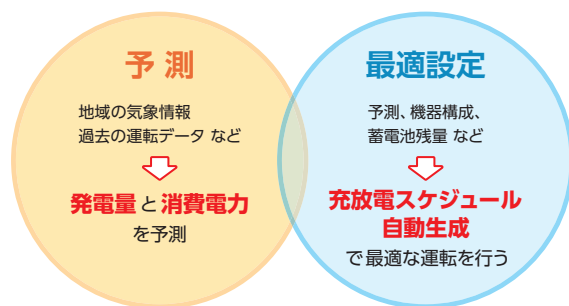 予測
地域の気象情報
過去の運転データ など
発電量と消費電力
を予測
最適設定
予測、機器構成、
蓄電池残量 など
充放電スケジュール
自動生成
で最適な運転を行う